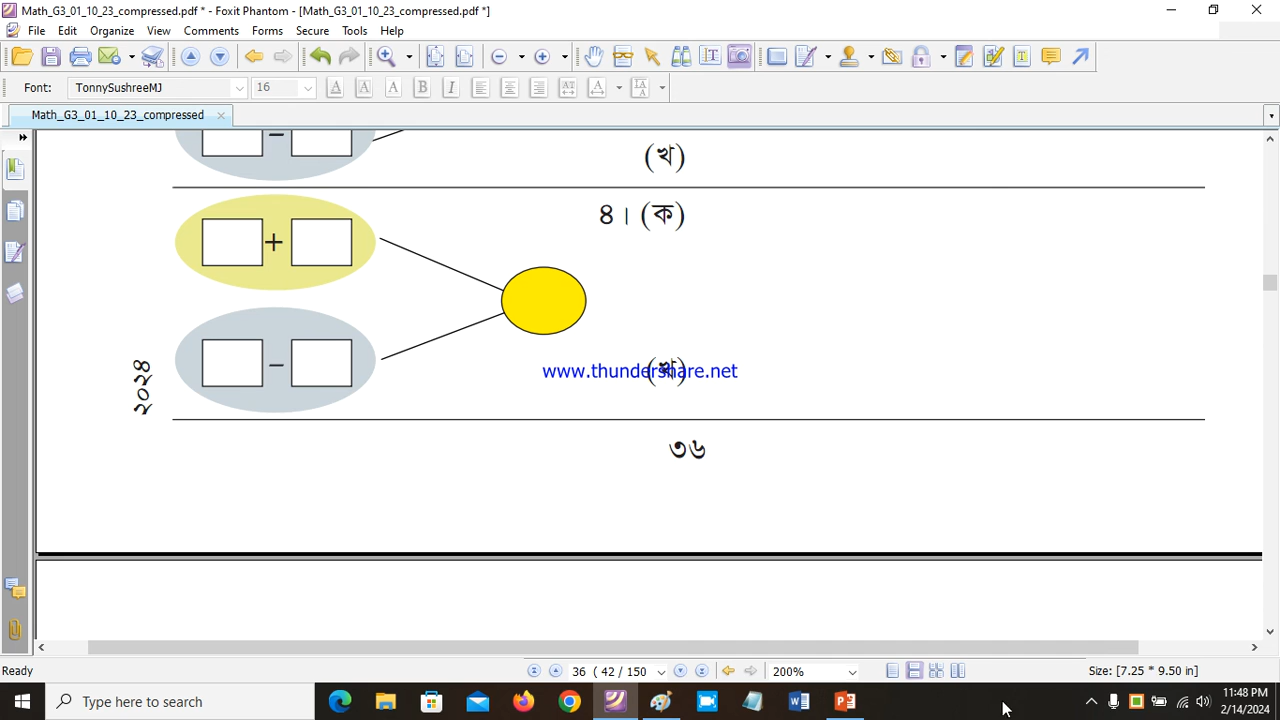 Math_G3_01_10_23_compressed.pdf * - Foxit Phantom - [Math_G3_01_10_23_compressed.pdf *]
File Edit Organize View Comments Forms Secure Tools Help
Font: TonnySushreeMJ 16
Math_G3_01_10_23_compressed
−
(খ)
৪। (ক)
+
−
(খ)
www.thundershare.net
২০২৪
৩৬
Ready 36 ( 42 / 150 200% Size: [7.25 * 9.50 in]
Type here to search
11:48 PM
2/14/2024